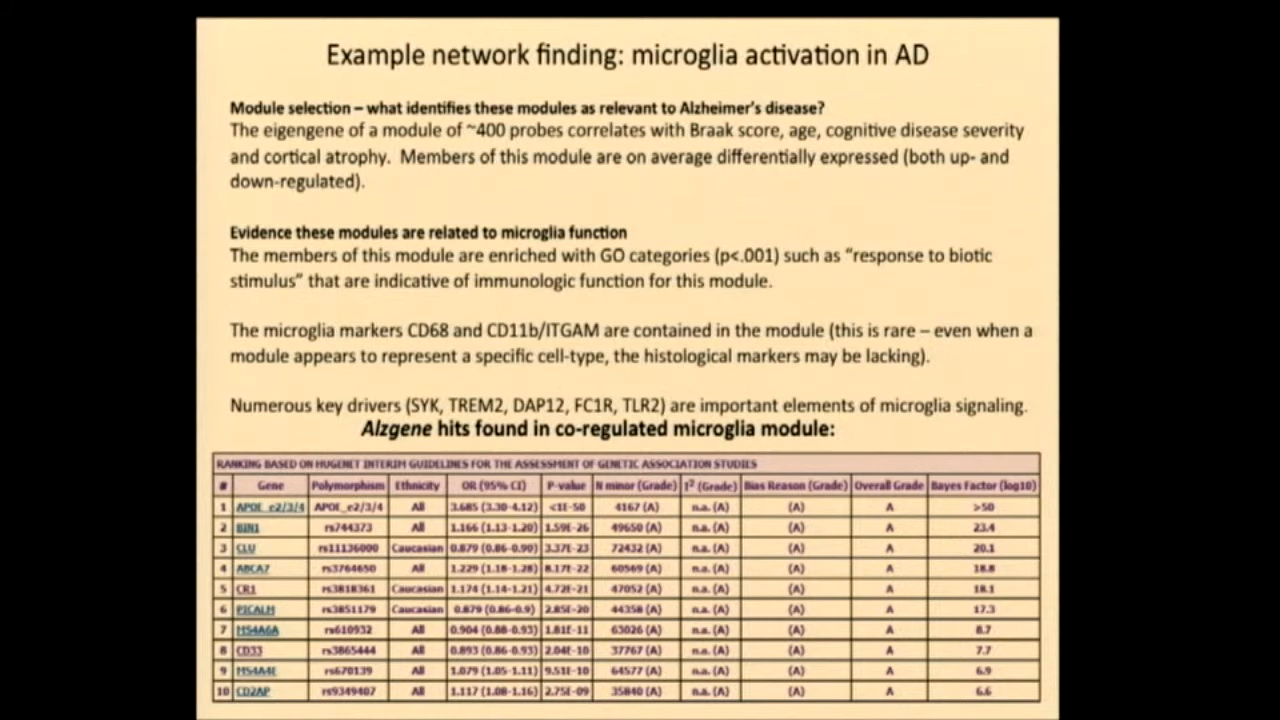 Example network finding: microglia activation in AD
Module selection – what identifies these modules as relevant to Alzheimer's disease?
The eigengene of a module of ~400 probes correlates with Braak score, age, cognitive disease severity
and cortical atrophy. Members of this module are on average differentially expressed (both up- and
down-regulated).
Evidence these modules are related to microglia function
The members of this module are enriched with GO categories (p<.001) such as "response to biotic
stimulus" that are indicative of immunologic function for this module.
The microglia markers CD68 and CD11b/ITGAM are contained in the module (this is rare – even when a
module appears to represent a specific cell-type, the histological markers may be lacking).
Numerous key drivers (SYK, TREM2, DAP12, FC1R, TLR2) are important elements of microglia signaling.
Alzgene hits found in co-regulated microglia module:
RANKING BASED ON HUGENET INTERIM GUIDELINES FOR THE ASSESSMENT OF GENETIC ASSOCIATION STUDIES
# Gene Polymorphism Ethnicity OR (95% CI) P-value N minor (Grade) I² (Grade) Bias Reason (Grade) Overall Grade Bayes Factor (log10)
1 APOE_e2/3/4 APOE_e2/3/4 All 3.685 (3.30-4.12) <1E-50 4167 (A) n.a. (A) (A) A >50
2 BIN1 rs744373 All 1.166 (1.13-1.20) 1.59E-26 49650 (A) n.a. (A) (A) A 23.4
3 CLU rs11136000 Caucasian 0.879 (0.86-0.90) 3.37E-23 72432 (A) n.a. (A) (A) A 20.1
4 ABCA7 rs3764650 All 1.229 (1.18-1.28) 8.17E-22 60569 (A) n.a. (A) (A) A 18.8
5 CR1 rs3818361 Caucasian 1.174 (1.14-1.21) 4.72E-21 47052 (A) n.a. (A) (A) A 18.1
6 PICALM rs3851179 Caucasian 0.879 (0.86-0.9) 2.85E-20 44358 (A) n.a. (A) (A) A 17.3
7 MS4A6A rs610932 All 0.904 (0.88-0.93) 1.81E-11 63026 (A) n.a. (A) (A) A 8.7
8 CD33 rs3865444 All 0.893 (0.86-0.93) 2.04E-10 37767 (A) n.a. (A) (A) A 7.7
9 MS4A4E rs670139 All 1.079 (1.05-1.11) 9.51E-10 64577 (A) n.a. (A) (A) A 6.9
10 CD2AP rs9349407 All 1.117 (1.08-1.16) 2.75E-09 35840 (A) n.a. (A) (A) A 6.6